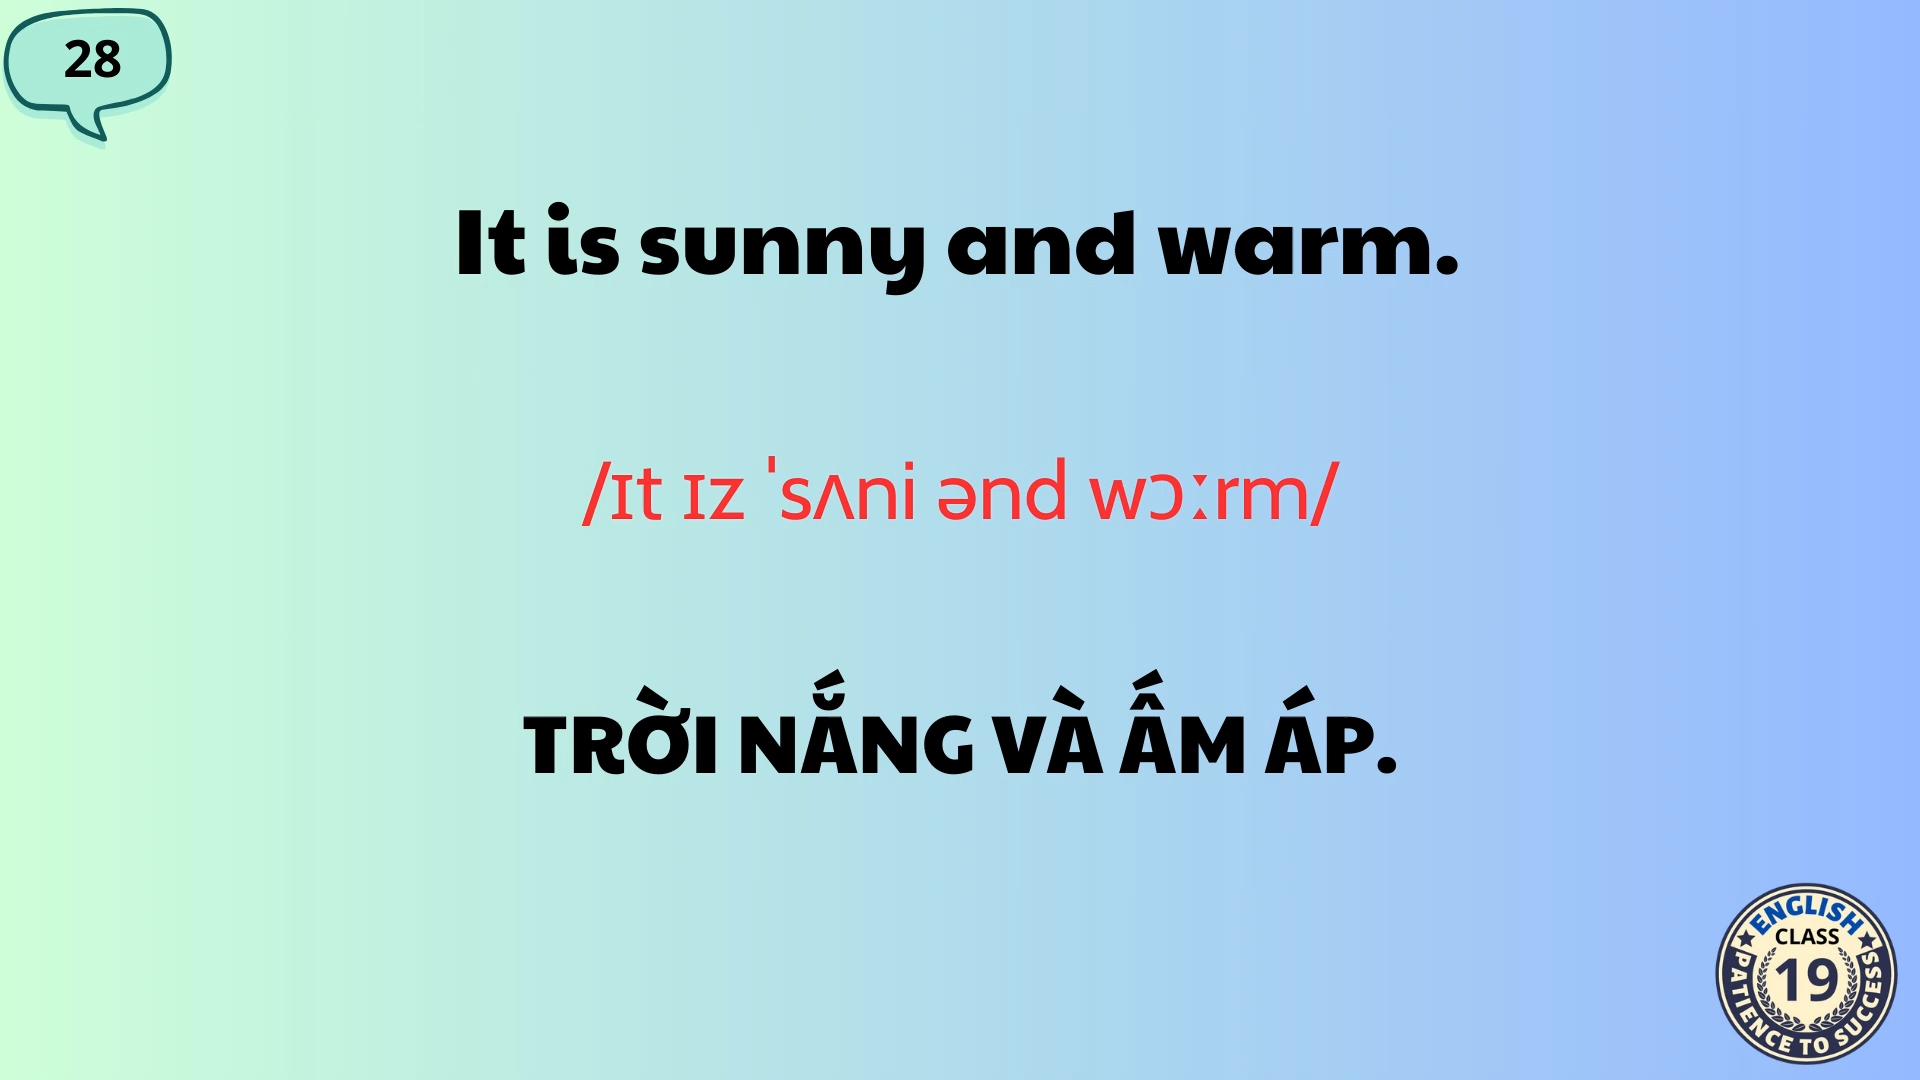 28
It is sunny and warm.
/ɪt ɪz ˈsʌni ənd wɔːrm/
TRỜI NẮNG VÀ ẤM ÁP.
ENGLISH
CLASS
19
PATIENCE TO SUCCESS